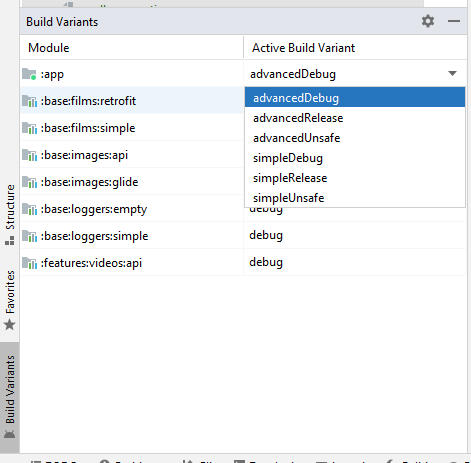 Build Variants
Module Active Build Variant
:app advancedDebug
:base:films:retrofit advancedDebug
advancedRelease
:base:films:simple advancedUnsafe
:base:images:api simpleDebug
:base:images:glide simpleRelease
simpleUnsafe
:base:loggers:empty debug
:base:loggers:simple debug
:features:videos:api debug
Structure
Favorites
Build Variants